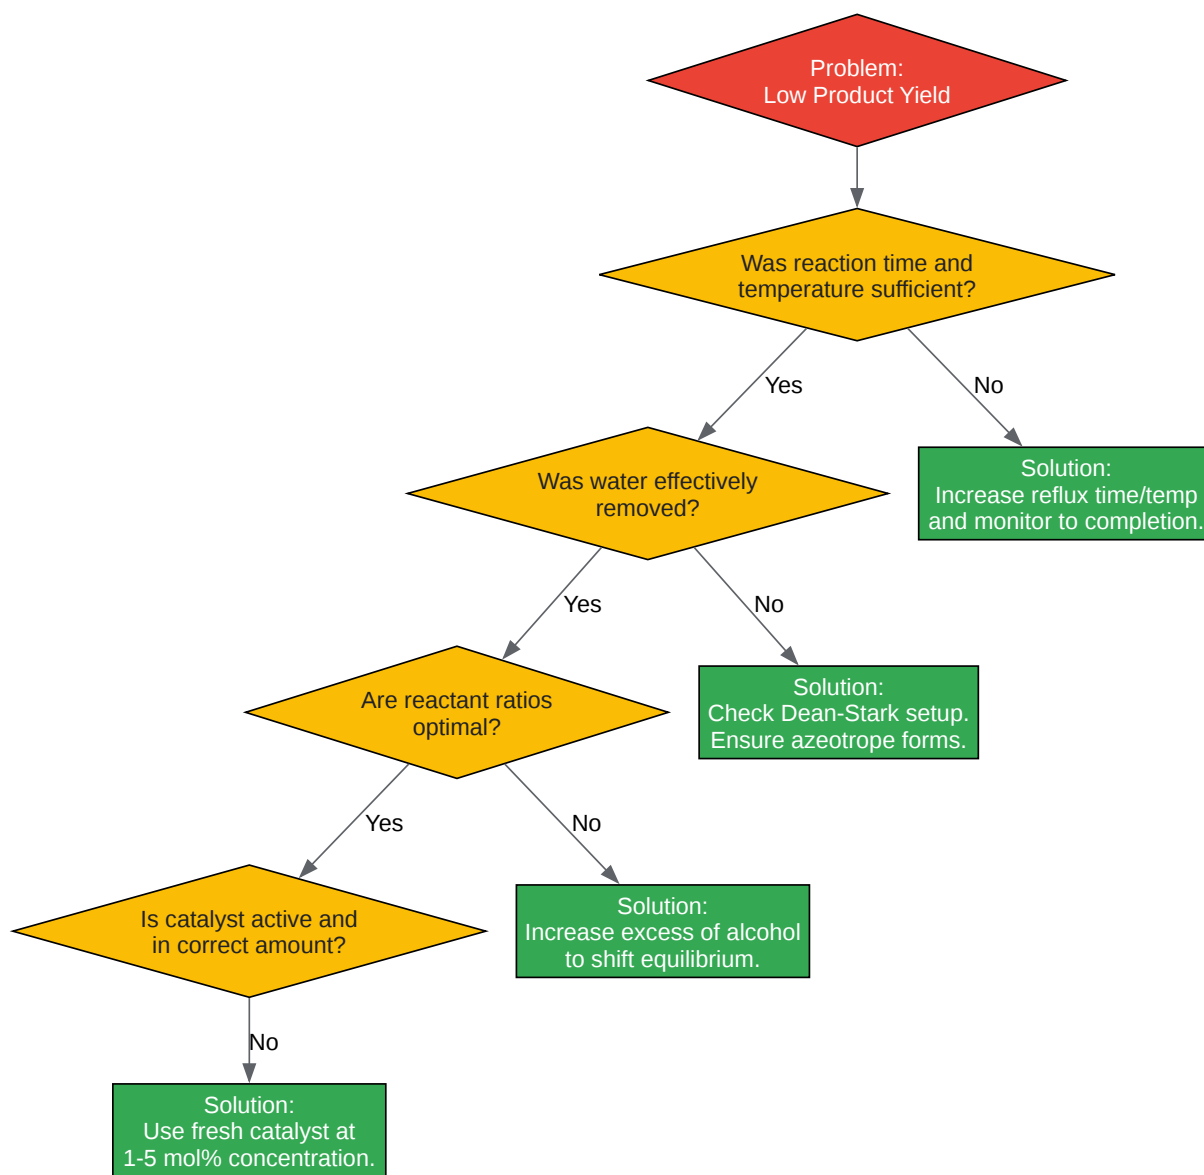 Problem:
Low Product Yield
Was reaction time and
temperature sufficient?
Yes
No
Was water effectively
removed?
Solution:
Increase reflux time/temp
and monitor to completion.
Yes
No
Are reactant ratios
optimal?
Solution:
Check Dean-Stark setup.
Ensure azeotrope forms.
Yes
No
Is catalyst active and
in correct amount?
Solution:
Increase excess of alcohol
to shift equilibrium.
No
Solution:
Use fresh catalyst at
1-5 mol% concentration.